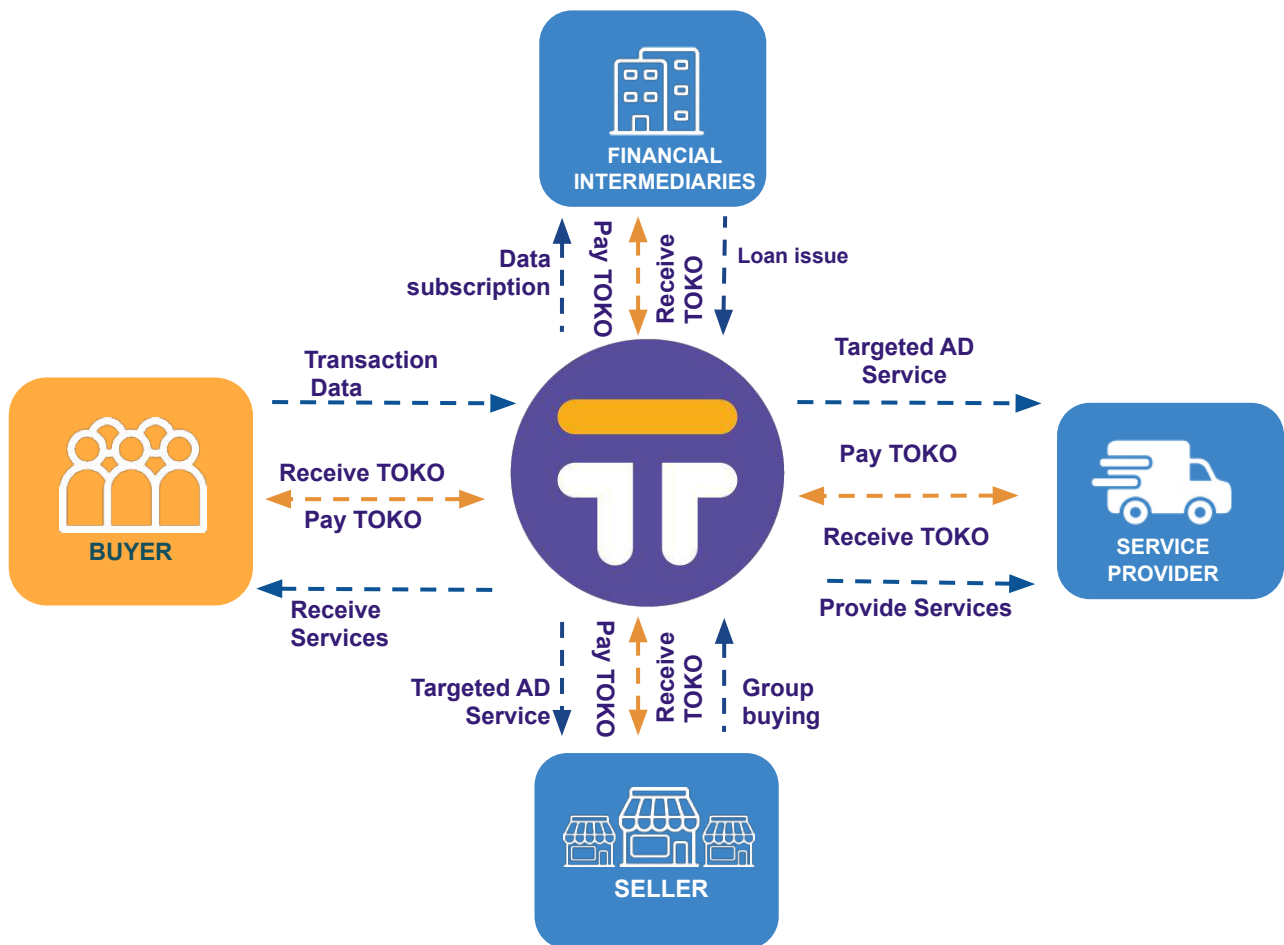 FINANCIAL
INTERMEDIARIES
Data
subscription
Pay TOKO
Receive
TOKO
Loan issue
Transaction
Data
Targeted AD
Service
Receive TOKO
Pay TOKO
BUYER
Pay TOKO
Receive TOKO
SERVICE
PROVIDER
Receive
Services
Provide Services
Targeted AD
Service
Pay TOKO
Receive
TOKO
Group
buying
SELLER